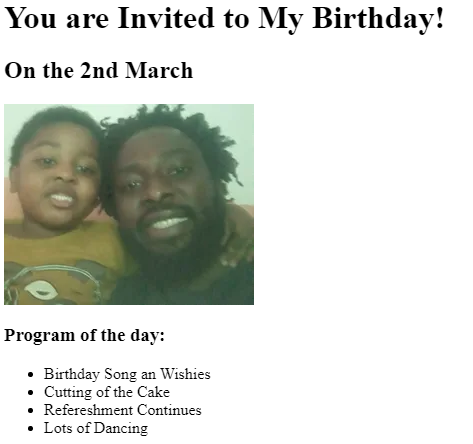 You are Invited to My Birthday!
On the 2nd March
Program of the day:
Birthday Song an Wishies
Cutting of the Cake
Refereshment Continues
Lots of Dancing